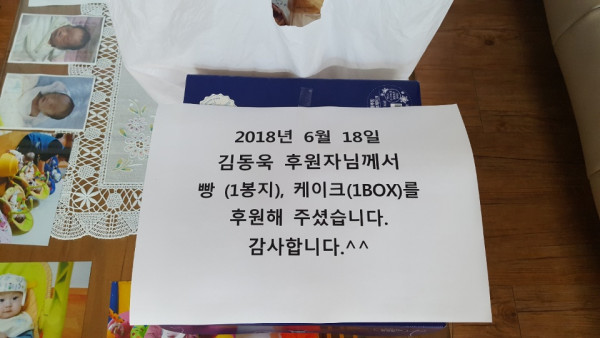 2018년 6월 18일
김동욱 후원자님께서
빵 (1봉지), 케이크(1BOX)를
후원해 주셨습니다.
감사합니다.^^